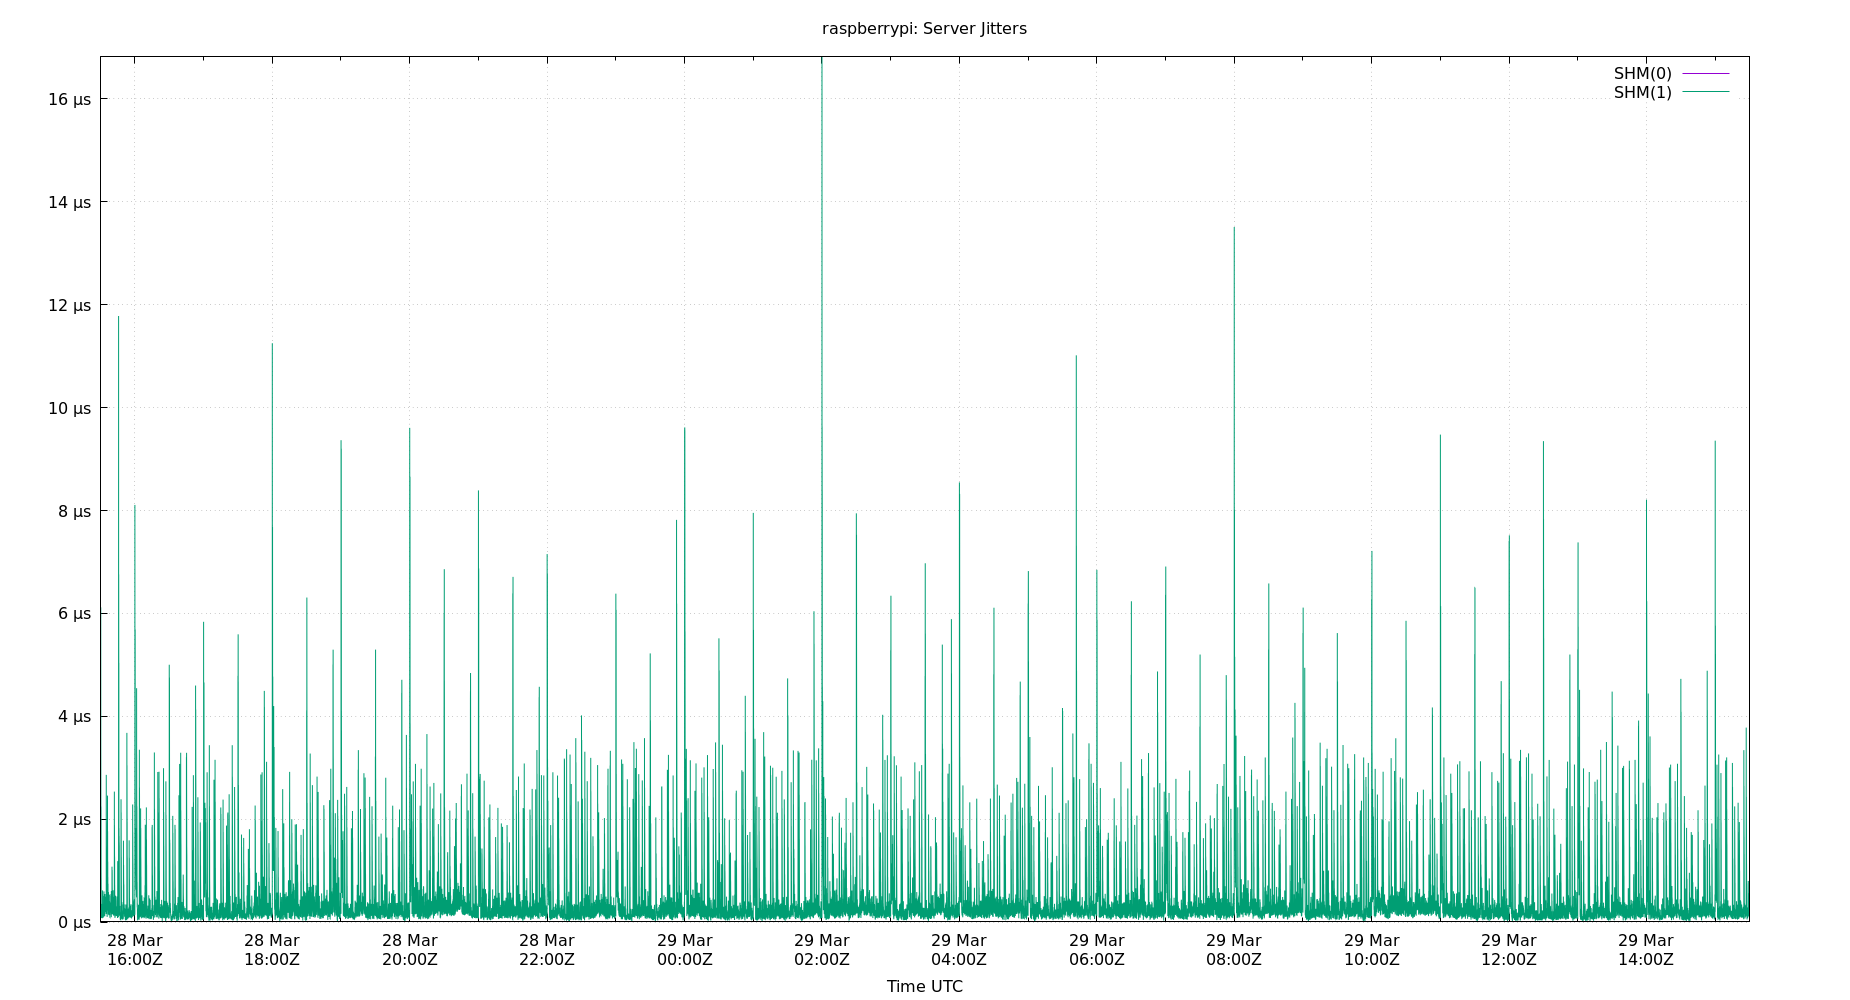 raspberrypi: Server Jitters
SHM(0)
SHM(1)
16 µs
14 µs
12 µs
10 µs
8 µs
6 µs
4 µs
2 µs
0 µs
28 Mar 28 Mar 28 Mar 28 Mar 29 Mar 29 Mar 29 Mar 29 Mar 29 Mar 29 Mar 29 Mar 29 Mar
16:00Z 18:00Z 20:00Z 22:00Z 00:00Z 02:00Z 04:00Z 06:00Z 08:00Z 10:00Z 12:00Z 14:00Z
Time UTC